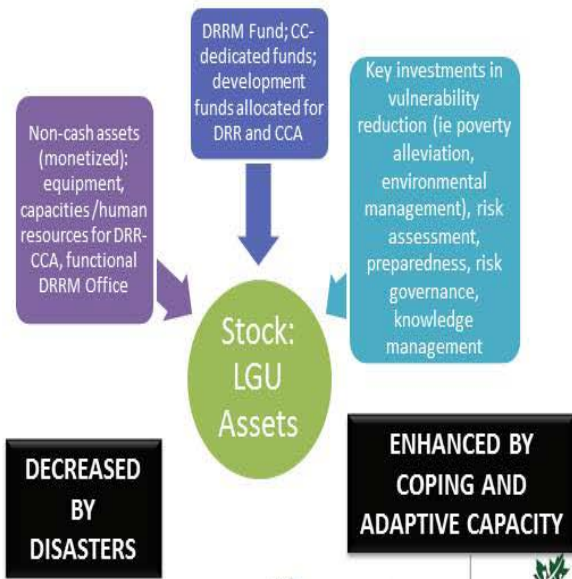 DRRM Fund; CC-
dedicated funds;
development
funds allocated for
DRR and CCA
Non-cash assets
(monetized):
equipment,
capacities /human
resources for DRR-
CCA, functional
DRRM Office
Key investments in
vulnerability
reduction (ie poverty
alleviation,
environmental
management), risk
assessment,
preparedness, risk
governance,
knowledge
management
Stock:
LGU
Assets
DECREASED
BY
DISASTERS
ENHANCED BY
COPING AND
ADAPTIVE CAPACITY